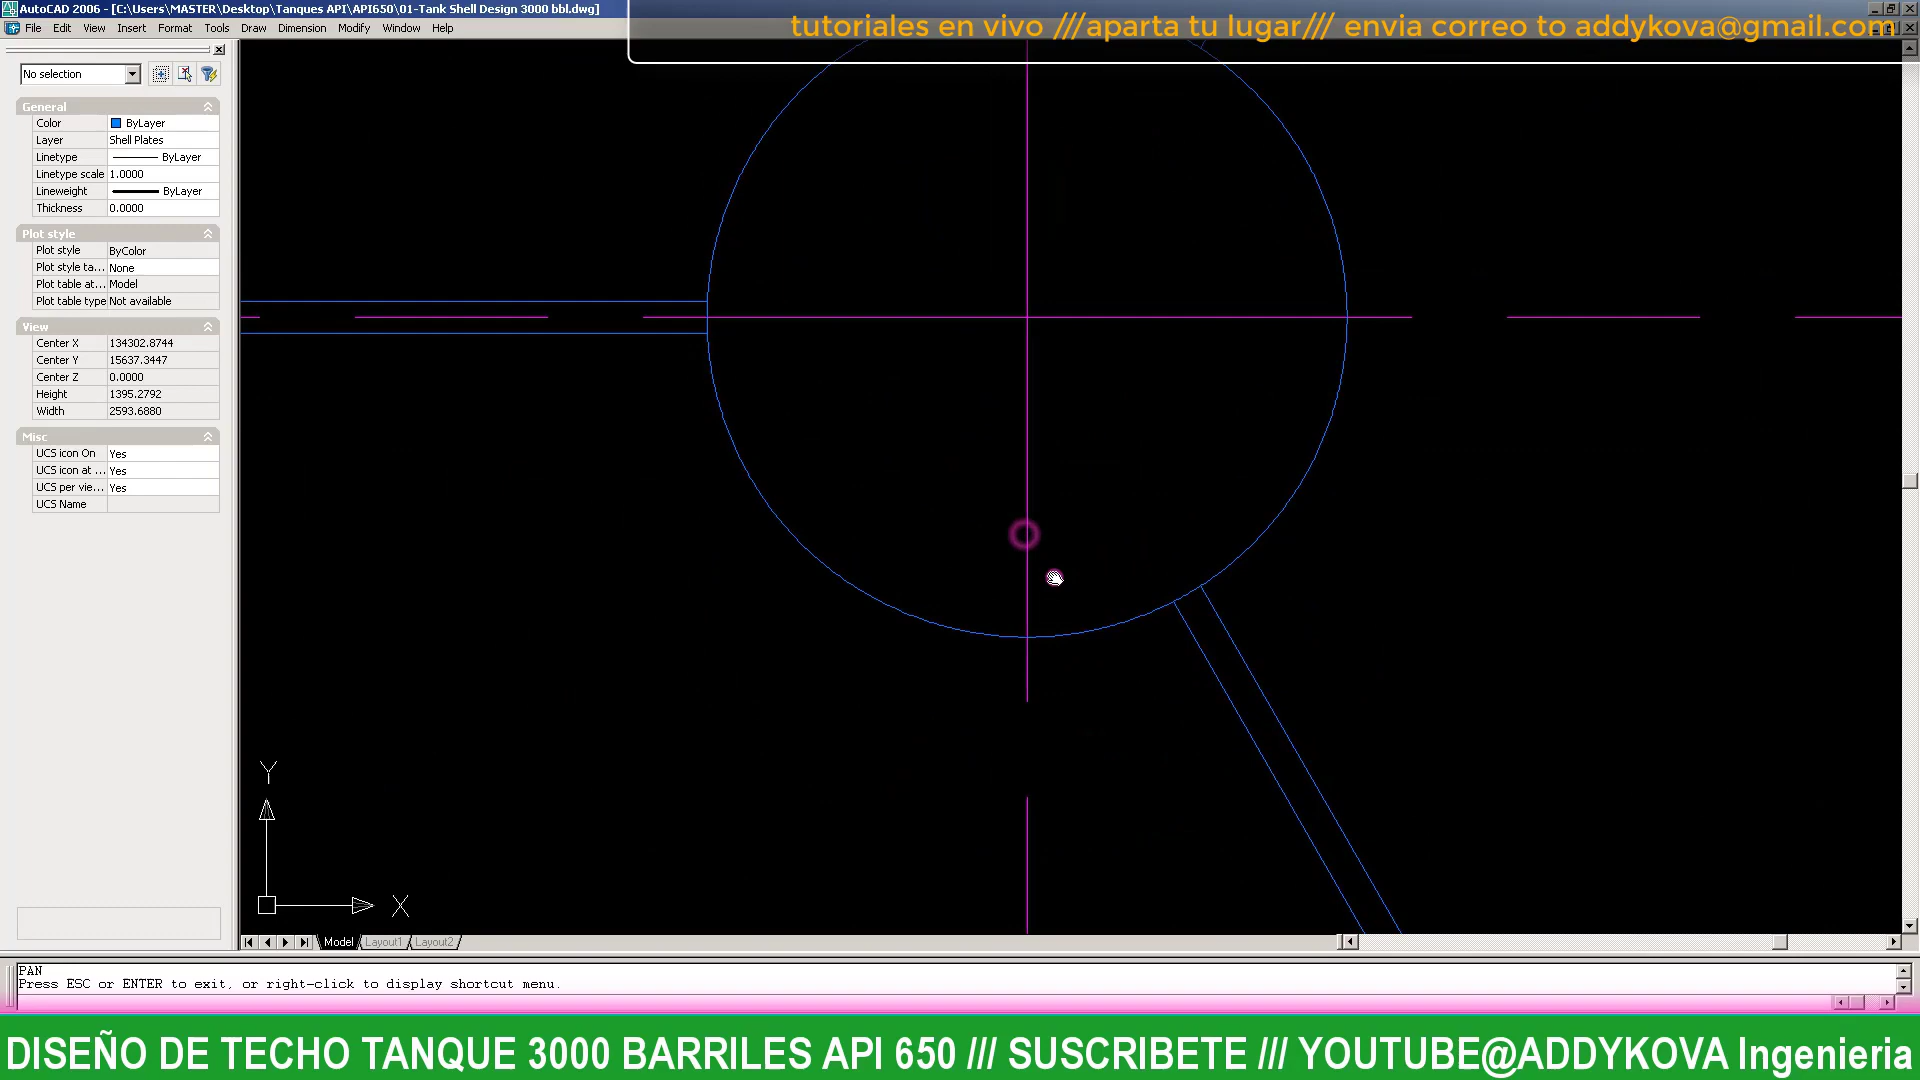 AutoCAD 2006 - [C:\Users\MASTER\Desktop\Tanques API\API650\01-Tank Shell Design 3000 bbl.dwg]
tutoriales en vivo ///aparta tu lugar/// envia correo to addykova@gmail.com
File Edit View Insert Format Tools Draw Dimension Modify Window Help
No selection
General
Color ByLayer
Layer Shell Plates
Linetype ByLayer
Linetype scale 1.0000
Lineweight ByLayer
Thickness 0.0000
Plot style
Plot style ByColor
Plot style ta... None
Plot table at... Model
Plot table type Not available
View
Center X 134302.8744
Center Y 15637.3447
Center Z 0.0000
Height 1395.2792
Width 2593.6880
Misc
UCS icon On Yes
UCS icon at ... Yes
UCS per vie... Yes
UCS Name
Y
X
Model Layout1 Layout2
PAN
Press ESC or ENTER to exit, or right-click to display shortcut menu.
DISEÑO DE TECHO TANQUE 3000 BARRILES API 650 /// SUSCRIBETE /// YOUTUBE@ADDYKOVA Ingenieria